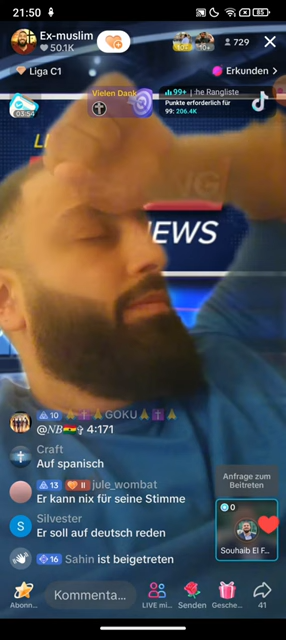 21:50
85
Ex-muslim
50.1K
729
Liga C1
Erkunden
03:54
Vielen Dank
99+ :he Rangliste
Punkte erforderlich für
99: 206.4K
NEWS
10 GOKU
@NB 4:171
Craft
Auf spanisch
13 II jule_wombat
Er kann nix für seine Stimme
Silvester
Er soll auf deutsch reden
16 Sahin ist beigetreten
Anfrage zum
Beitreten
0
Souhaib El F...
Kommenta...
Abonn...
LIVE mi...
Senden
Gesche...
41